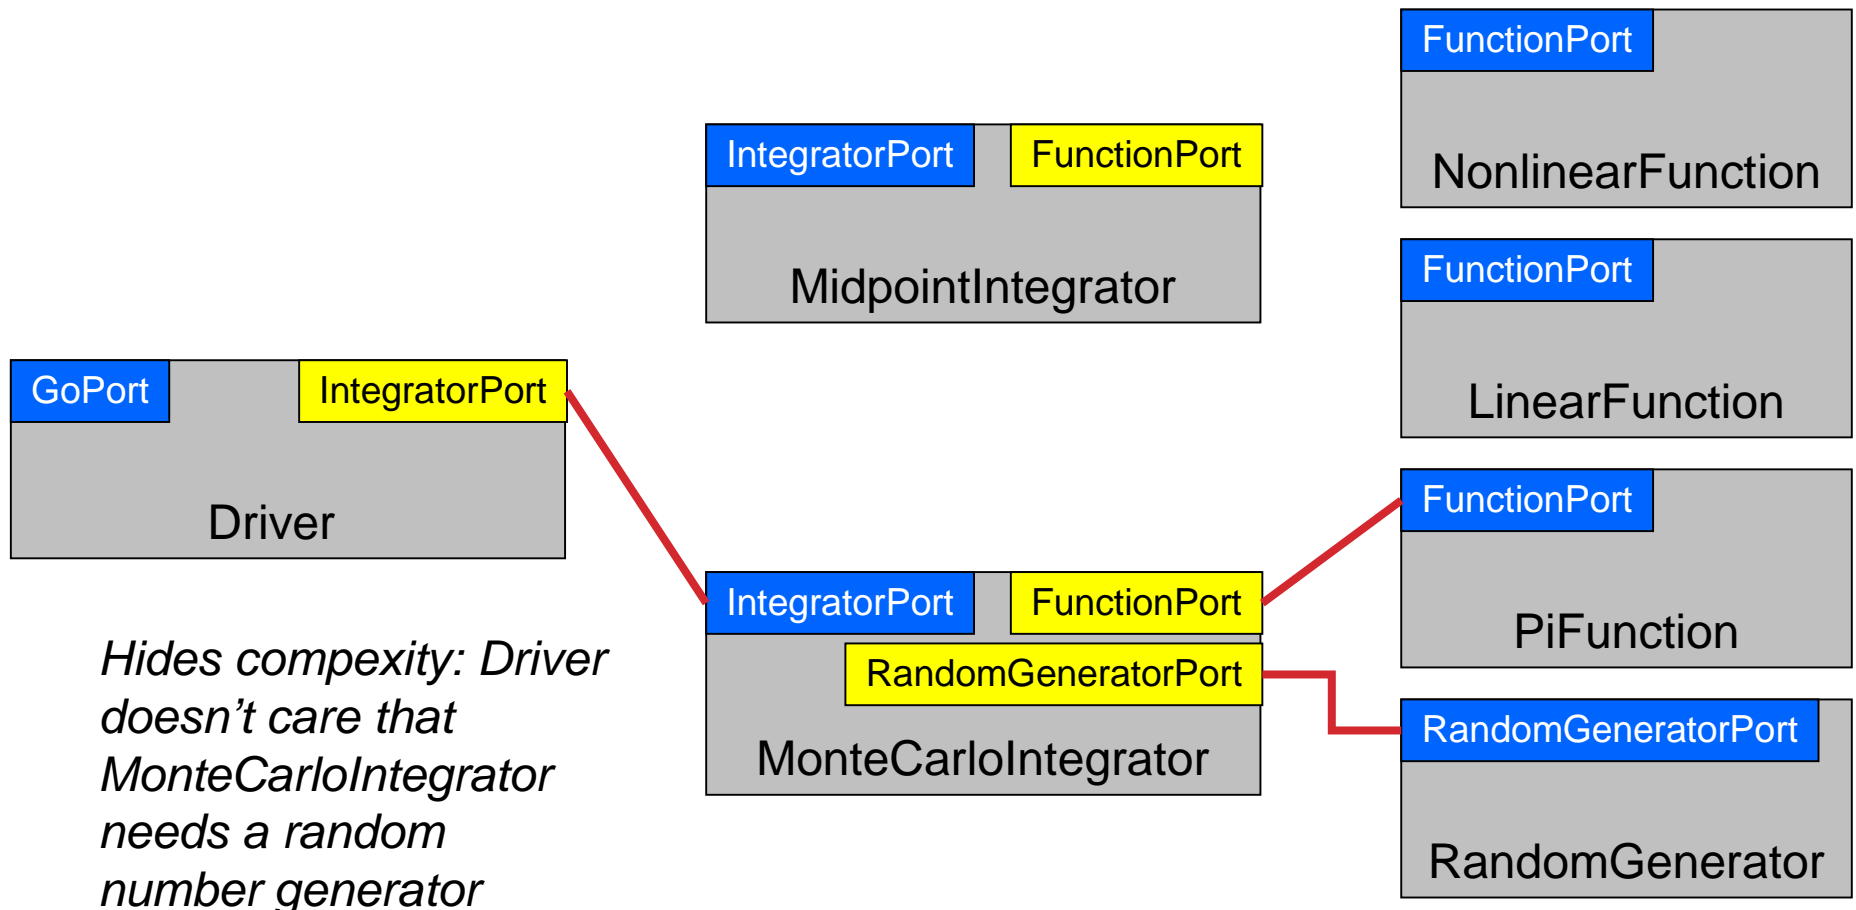 FunctionPort
NonlinearFunction
IntegratorPort FunctionPort
MidpointIntegrator
FunctionPort
LinearFunction
GoPort IntegratorPort
Driver
FunctionPort
PiFunction
IntegratorPort FunctionPort
RandomGeneratorPort
MonteCarloIntegrator
RandomGeneratorPort
RandomGenerator
Hides compexity: Driver
doesn’t care that
MonteCarloIntegrator
needs a random
number generator